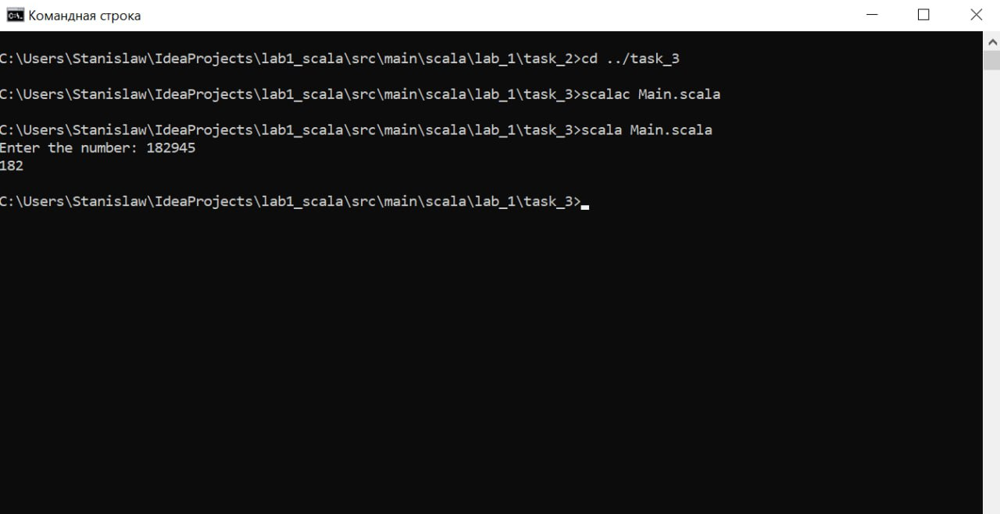 Командная строка
C:\Users\Stanislaw\IdeaProjects\lab1_scala\src\main\scala\lab_1\task_2>cd ../task_3
C:\Users\Stanislaw\IdeaProjects\lab1_scala\src\main\scala\lab_1\task_3>scalac Main.scala
C:\Users\Stanislaw\IdeaProjects\lab1_scala\src\main\scala\lab_1\task_3>scala Main.scala
Enter the number: 182945
182
C:\Users\Stanislaw\IdeaProjects\lab1_scala\src\main\scala\lab_1\task_3>